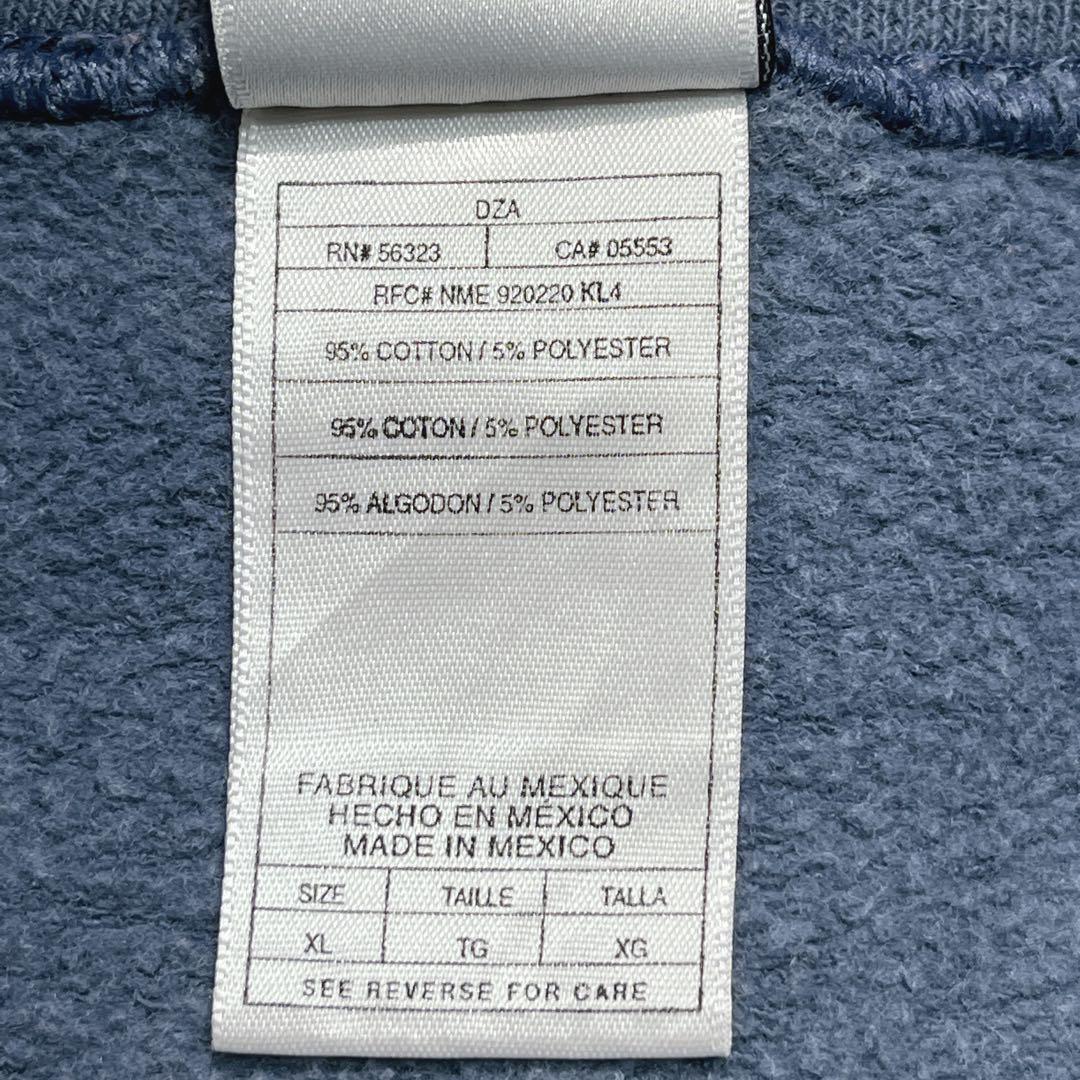 DZA
RN# 56323 CA# 05553
RFC# NME 920220 KL4
95% COTTON / 5% POLYESTER
95% COTON / 5% POLYESTER
95% ALGODON / 5% POLYESTER
FABRIQUE AU MEXIQUE
HECHO EN MÉXICO
MADE IN MEXICO
SIZE TAILLE TALLA
XL TG XG
SEE REVERSE FOR CARE